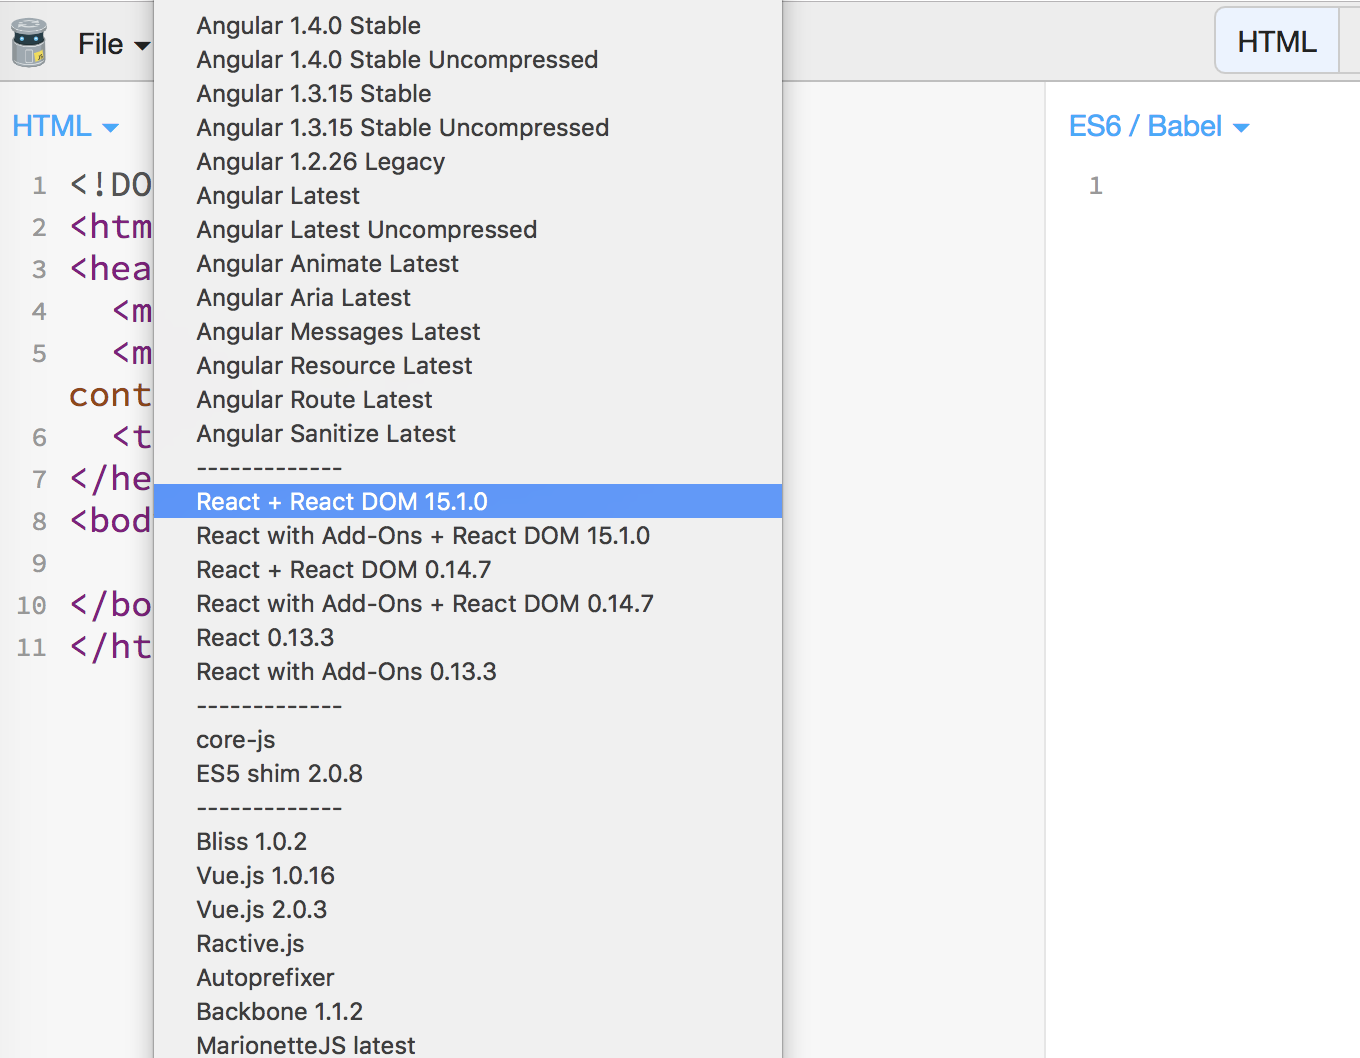 File
HTML
HTML
ES6 / Babel
1 <!DO
2 <htm
3 <hea
4 <m
5 <m
cont
6 <t
7 </he
8 <bod
9
10 </bo
11 </ht
Angular 1.4.0 Stable
Angular 1.4.0 Stable Uncompressed
Angular 1.3.15 Stable
Angular 1.3.15 Stable Uncompressed
Angular 1.2.26 Legacy
Angular Latest
Angular Latest Uncompressed
Angular Animate Latest
Angular Aria Latest
Angular Messages Latest
Angular Resource Latest
Angular Route Latest
Angular Sanitize Latest
-------------
React + React DOM 15.1.0
React with Add-Ons + React DOM 15.1.0
React + React DOM 0.14.7
React with Add-Ons + React DOM 0.14.7
React 0.13.3
React with Add-Ons 0.13.3
-------------
core-js
ES5 shim 2.0.8
-------------
Bliss 1.0.2
Vue.js 1.0.16
Vue.js 2.0.3
Ractive.js
Autoprefixer
Backbone 1.1.2
MarionetteJS latest
1